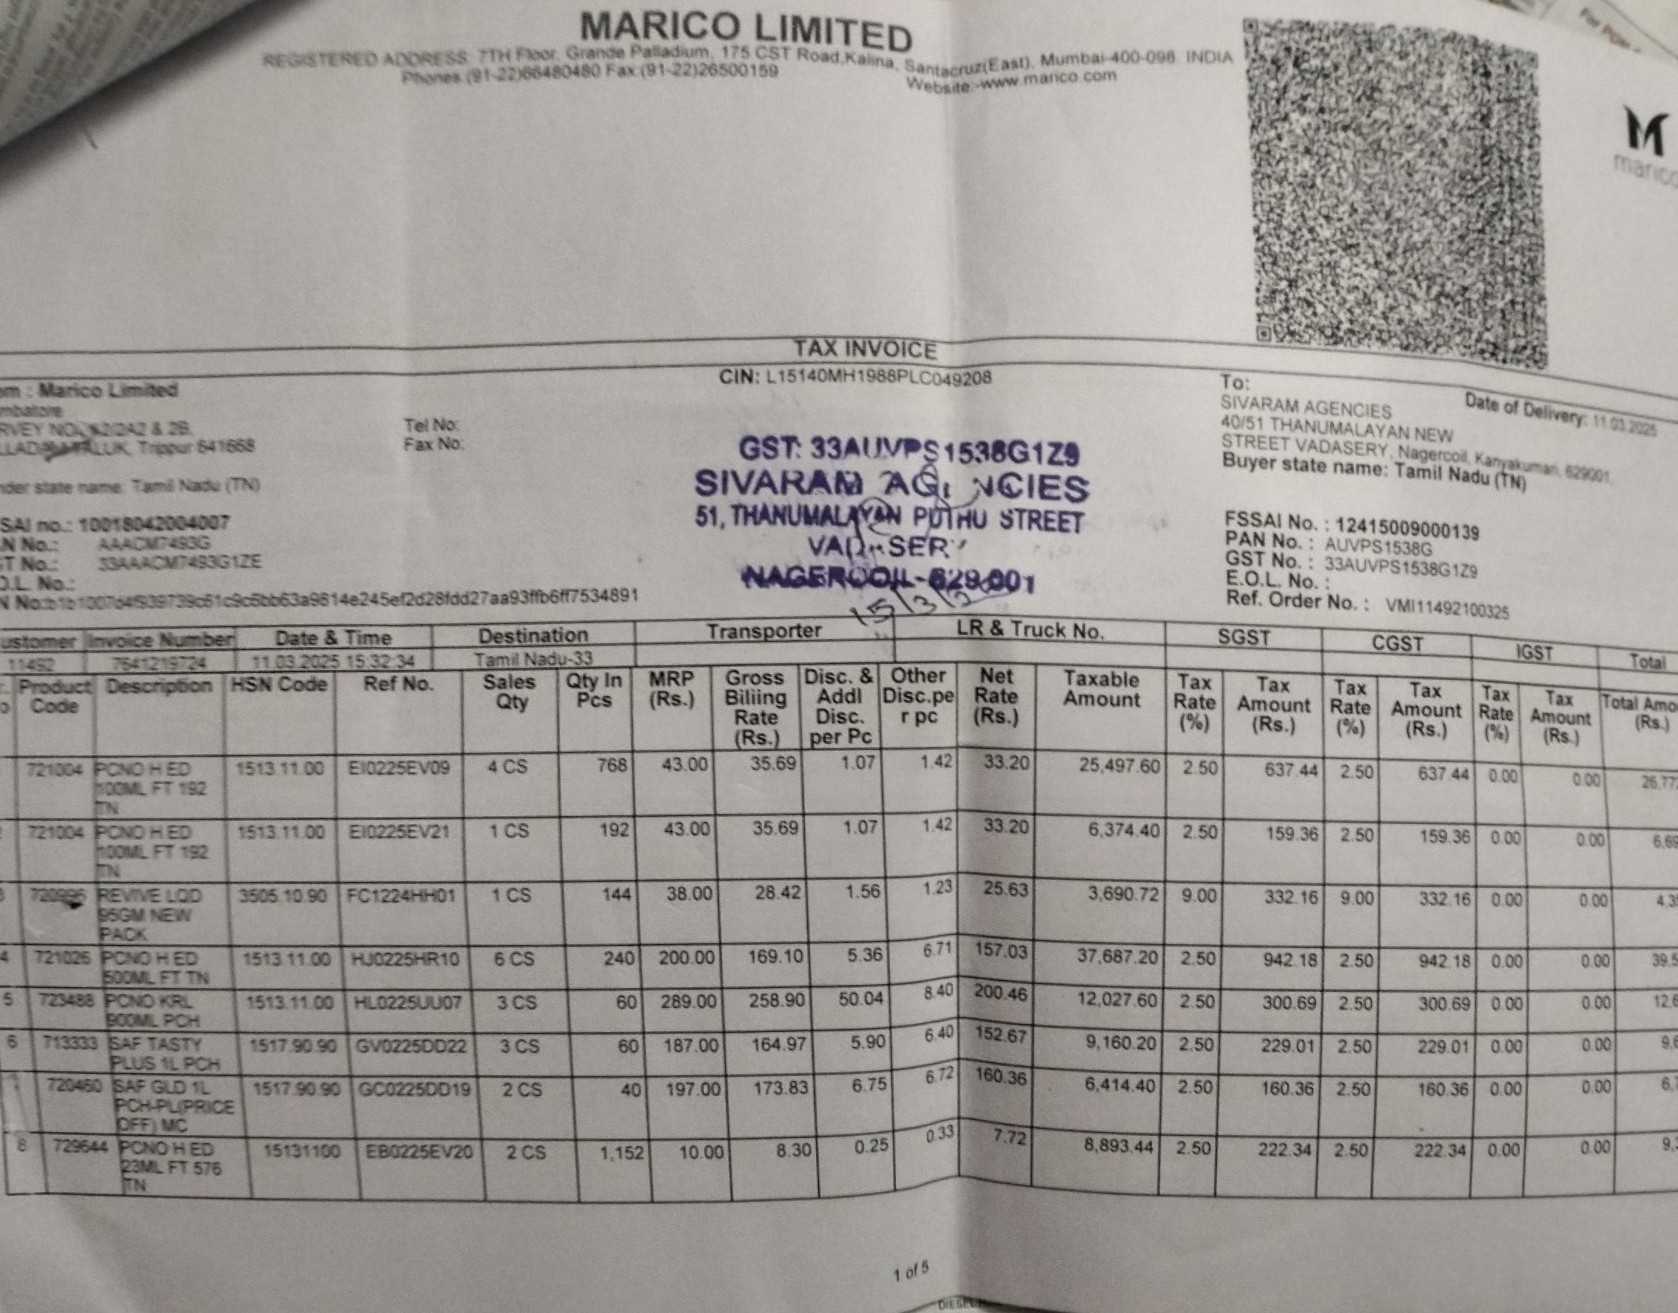 MARICO LIMITED
REGISTERED ADDRESS: 7TH Floor, Grande Palladium, 175 CST Road,Kalina, Santacruz(East), Mumbai-400-098. INDIA
Phones:(91-22)66480480 Fax:(91-22)26500159 Website:-www.marico.com
marico
TAX INVOICE
CIN: L15140MH1988PLC049208
: Marico Limited
& 2B,
Trippur 641668
state name: Tamil Nadu (TN)
no.: 10018042004007
No.: AAACM7493G
No.: 33AAACM7493G1ZE
O.L. No.:
Tel No:
Fax No:
GST: 33AUVPS1538G1Z9
SIVARAM
51, THANUMALAYAN PUTHU STREET
NAGERCOIL-629 001
15/3/
To:
SIVARAM AGENCIES
40/51 THANUMALAYAN NEW
STREET VADASERY, Nagercoil, Kanyakumari, 629001
Buyer state name: Tamil Nadu (TN)
Date of Delivery: 11.03.2025
FSSAI No. : 12415009000139
PAN No. : AUVPS1538G
GST No. : 33AUVPS1538G1Z9
E.O.L. No. :
Ref. Order No. : VMI11492100325
Invoice Number Date & Time Destination Transporter LR & Truck No. SGST CGST IGST Total
11492 7641219724 11.03.2025 15:32:34 Tamil Nadu-33
Product Code Description HSN Code Ref No. Sales Qty Qty In Pcs MRP (Rs.) Gross Billing Rate (Rs.) Disc. & Addl Disc. per Pc Other Disc.pe r pc Net Rate (Rs.) Taxable Amount Tax Rate (%) Tax Amount (Rs.) Tax Rate (%) Tax Amount (Rs.) Tax Rate (%) Tax Amount (Rs.) Total (Rs.)
721004 PCNO H ED 1513.11.00 EI0225EV09 4 CS 768 43.00 35.69 1.07 1.42 33.20 25,497.60 2.50 637.44 2.50 637.44 0.00 0.00
100ML FT 192
TN
721004 PCNO H ED 1513.11.00 EI0225EV21 1 CS 192 43.00 35.69 1.07 1.42 33.20 6,374.40 2.50 159.36 2.50 159.36 0.00 0.00
100ML FT 192
TN
REVIVE LQD 3505.10.90 FC1224HH01 1 CS 144 38.00 28.42 1.56 1.23 25.63 3,690.72 9.00 332.16 9.00 332.16 0.00 0.00
95GM NEW
PACK
4 721026 PCNO H ED 1513.11.00 HJ0225HR10 6 CS 240 200.00 169.10 5.36 6.71 157.03 37,687.20 2.50 942.18 2.50 942.18 0.00 0.00
500ML FT TN
5 723488 PCNO KRL 1513.11.00 HL0225UU07 3 CS 60 289.00 258.90 50.04 8.40 200.46 12,027.60 2.50 300.69 2.50 300.69 0.00 0.00
900ML PCH
6 713333 SAF TASTY 1517.90.90 GV0225DD22 3 CS 60 187.00 164.97 5.90 6.40 152.67 9,160.20 2.50 229.01 2.50 229.01 0.00 0.00
PLUS 1L PCH
720460 SAF GLD 1L 1517.90.90 GC0225DD19 2 CS 40 197.00 173.83 6.75 6.72 160.36 6,414.40 2.50 160.36 2.50 160.36 0.00 0.00
PCH-PL(PRICE
OFF) MC
8 729644 PCNO H ED 15131100 EB0225EV20 2 CS 1,152 10.00 8.30 0.25 0.33 7.72 8,893.44 2.50 222.34 2.50 222.34 0.00 0.00
23ML FT 576
TN
1 of 5